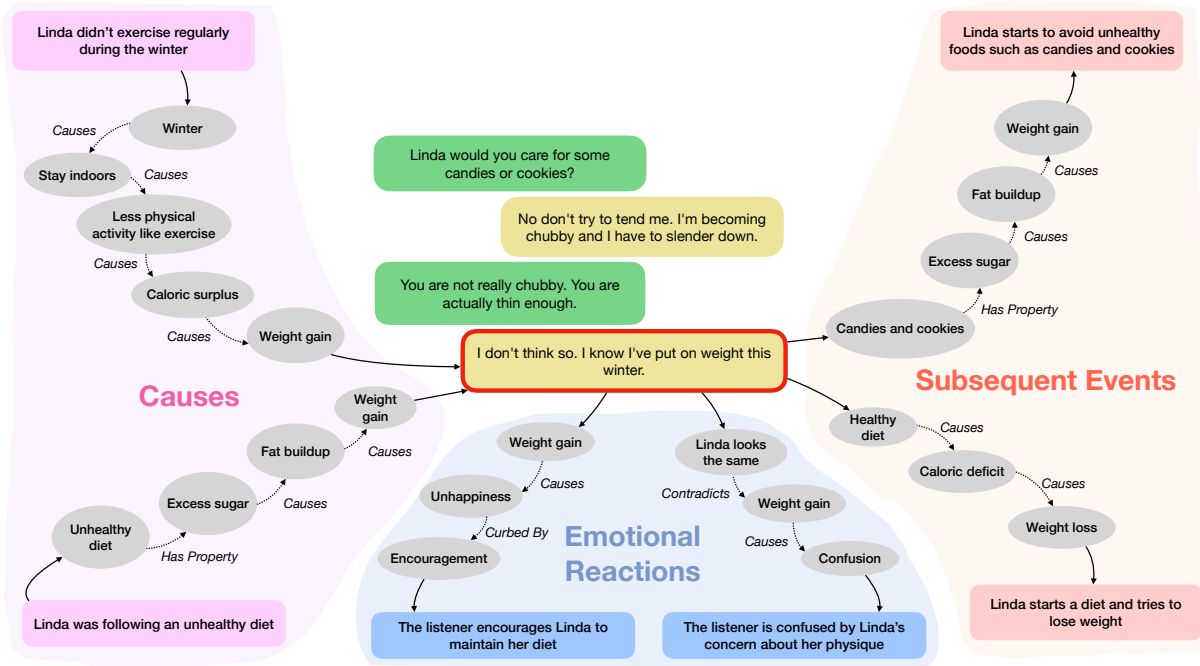 Linda didn't exercise regularly
during the winter
Winter
Causes
Stay indoors
Causes
Less physical
activity like exercise
Causes
Caloric surplus
Causes
Weight gain
Causes
Weight
gain
Causes
Fat buildup
Causes
Excess sugar
Has Property
Unhealthy
diet
Linda was following an unhealthy diet
Linda would you care for some
candies or cookies?
No don't try to tend me. I'm becoming
chubby and I have to slender down.
You are not really chubby. You are
actually thin enough.
I don't think so. I know I've put on weight this
winter.
Weight gain
Causes
Unhappiness
Curbed By
Encouragement
The listener encourages Linda to
maintain her diet
Emotional
Reactions
Linda looks
the same
Contradicts
Weight gain
Causes
Confusion
The listener is confused by Linda's
concern about her physique
Linda starts to avoid unhealthy
foods such as candies and cookies
Weight gain
Causes
Fat buildup
Causes
Excess sugar
Has Property
Candies and cookies
Subsequent Events
Healthy
diet
Causes
Caloric deficit
Causes
Weight loss
Linda starts a diet and tries to
lose weight